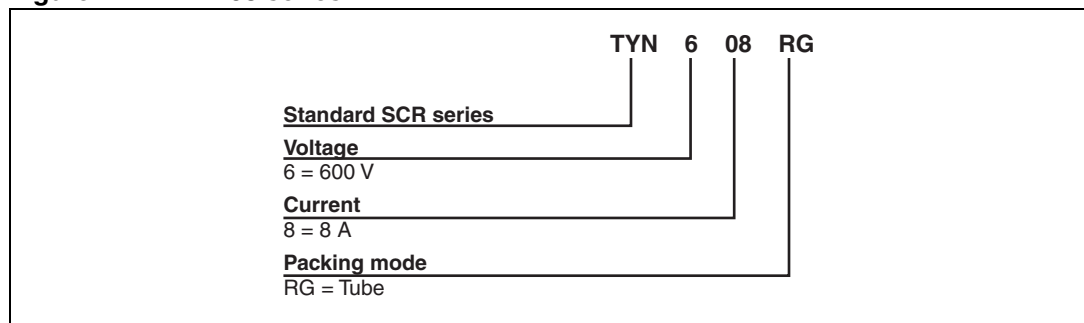 TYN 6 08 RG
Standard SCR series
Voltage
6 = 600 V
Current
8 = 8 A
Packing mode
RG = Tube